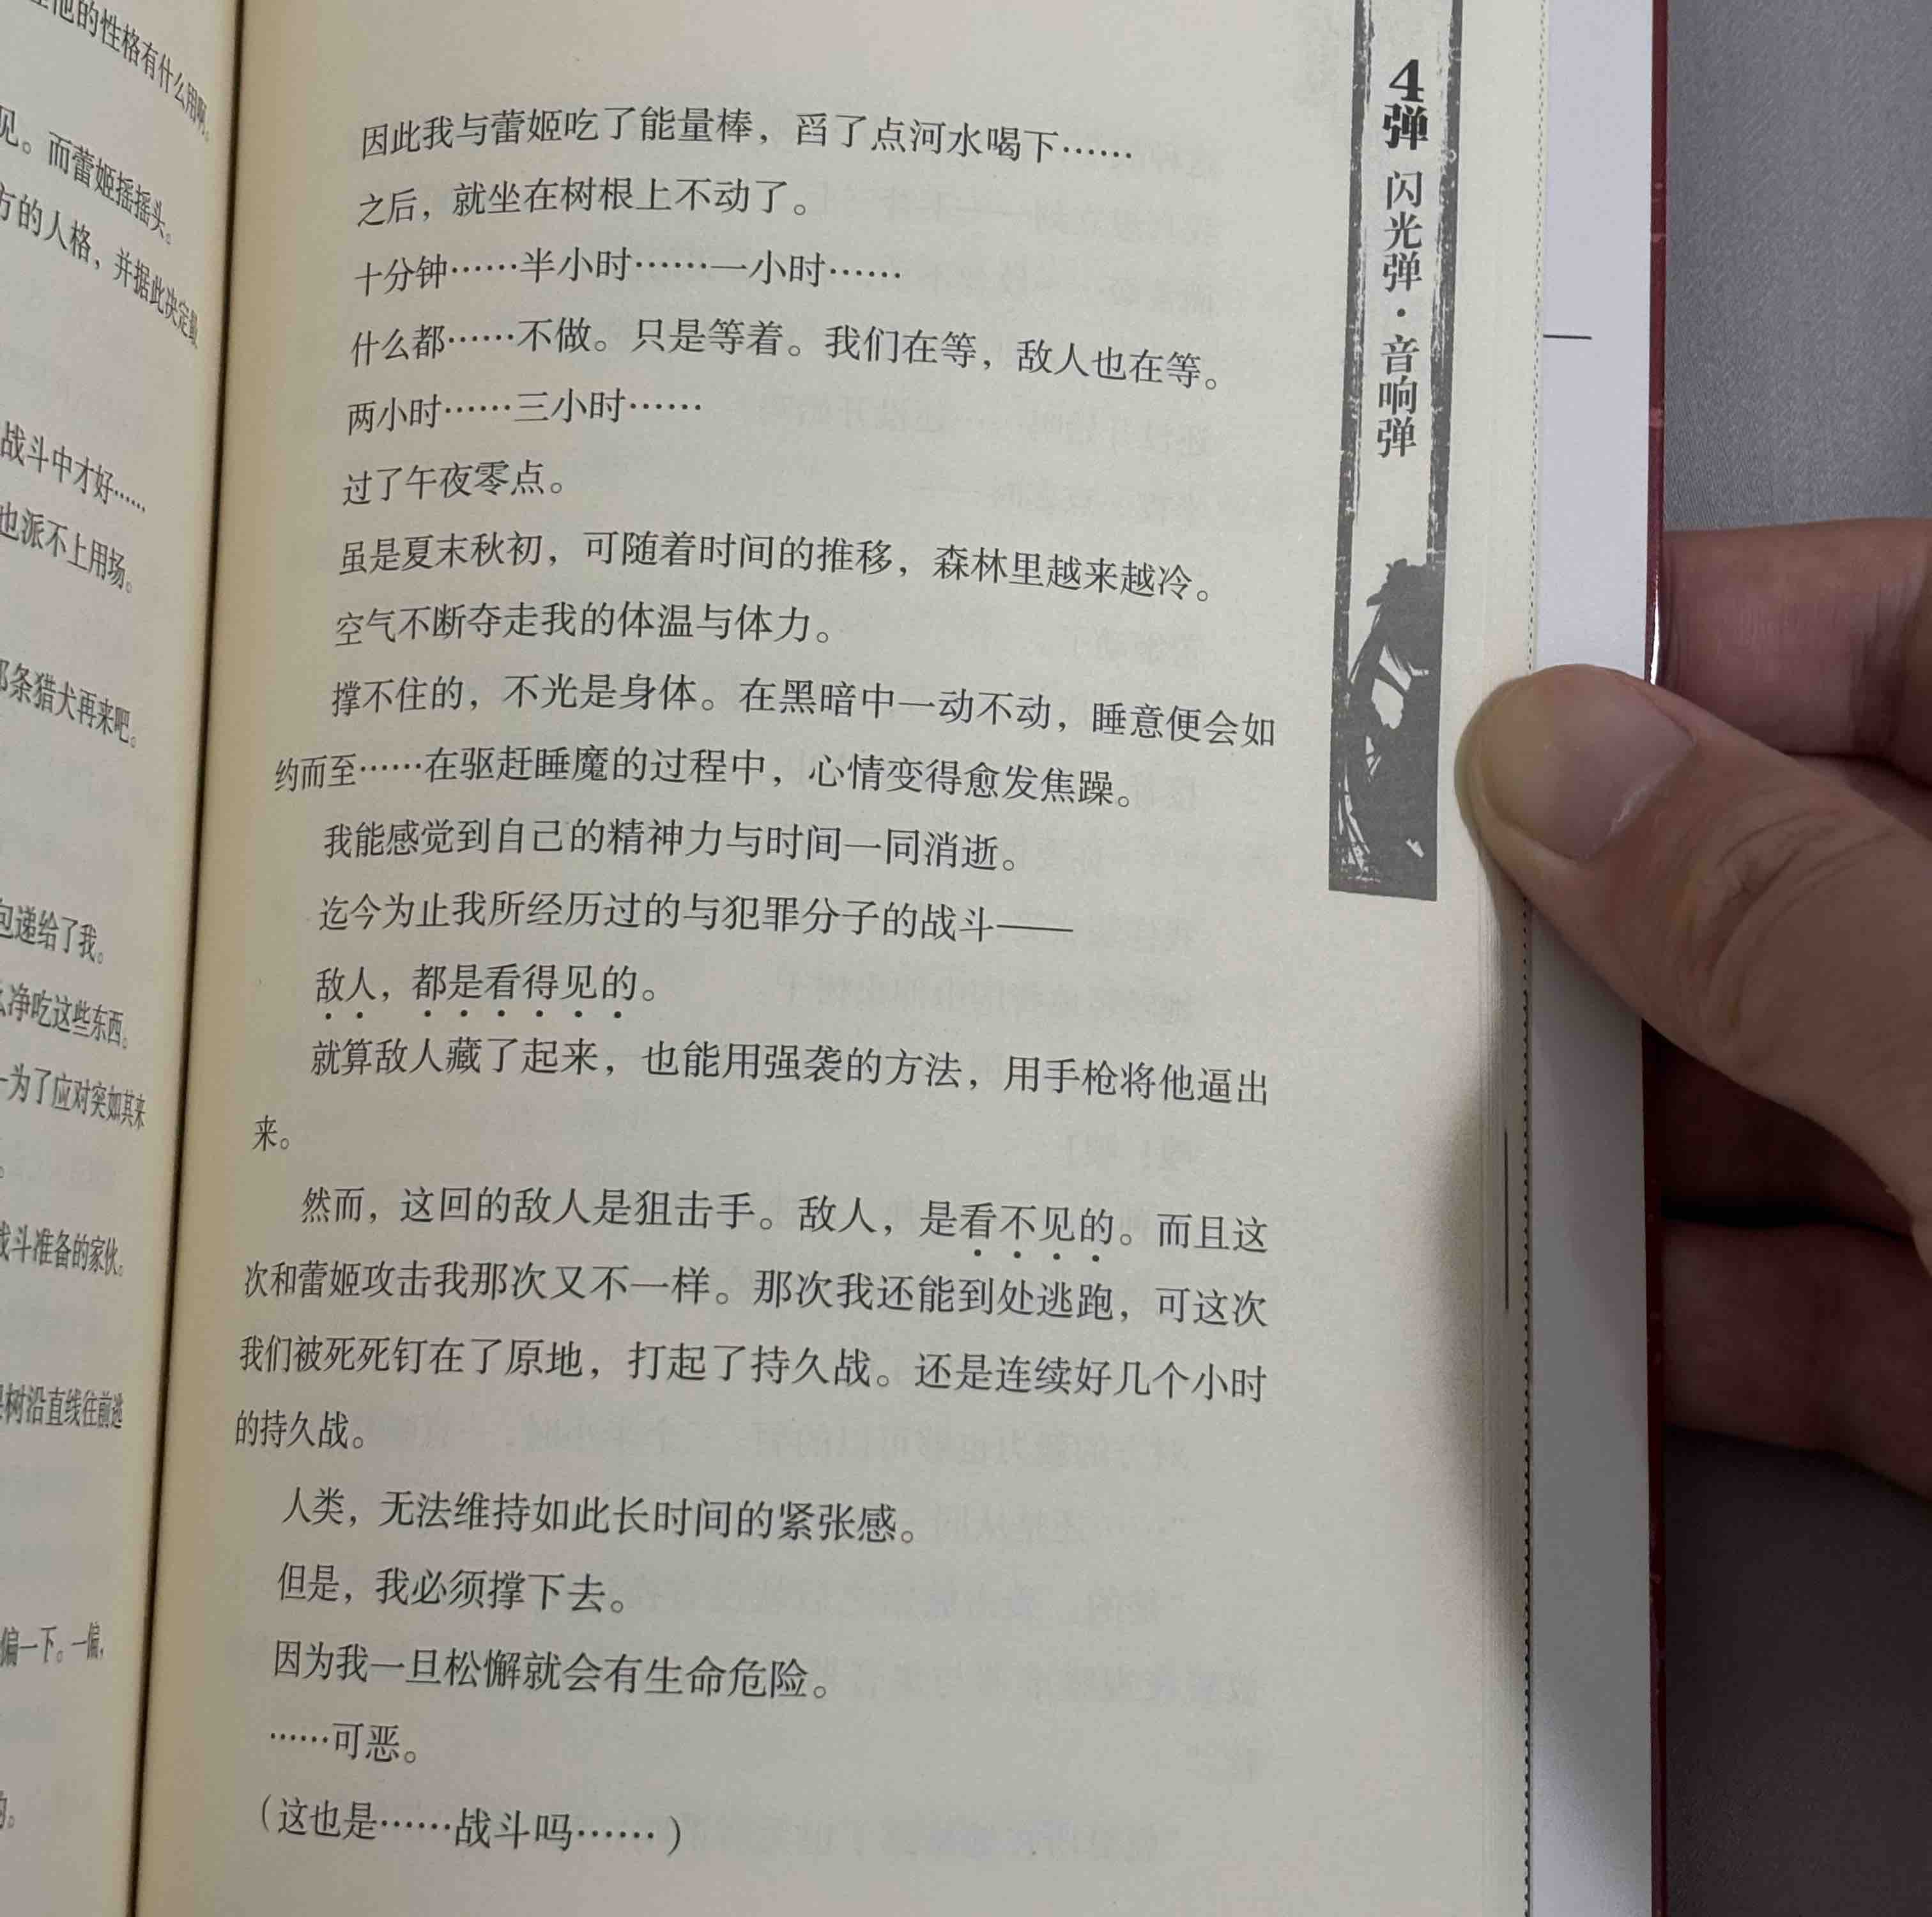 他的性格有什么用啊。
见。而蕾姬摇摇头。
方的人格，并据此决定
战斗中才好……
也派不上用场。
那条猎犬再来吧。
包递给了我。
么净吃这些东西。
为了应对突如其来
战斗准备的家伙。
树沿直线往前逃
偏一下。一偏，
的。
因此我与蕾姬吃了能量棒，舀了点河水喝下……
之后，就坐在树根上不动了。
十分钟……半小时……一小时……
什么都……不做。只是等着。我们在等，敌人也在等。
两小时……三小时……
过了午夜零点。
虽是夏末秋初，可随着时间的推移，森林里越来越冷。
空气不断夺走我的体温与体力。
撑不住的，不光是身体。在黑暗中一动不动，睡意便会如
约而至……在驱赶睡魔的过程中，心情变得愈发焦躁。
我能感觉到自己的精神力与时间一同消逝。
迄今为止我所经历过的与犯罪分子的战斗——
敌人，都是看得见的。
就算敌人藏了起来，也能用强袭的方法，用手枪将他逼出
来。
然而，这回的敌人是狙击手。敌人，是看不见的。而且这
次和蕾姬攻击我那次又不一样。那次我还能到处逃跑，可这次
我们被死死钉在了原地，打起了持久战。还是连续好几个小时
的持久战。
人类，无法维持如此长时间的紧张感。
但是，我必须撑下去。
因为我一旦松懈就会有生命危险。
……可恶。
（这也是……战斗吗……）
4弹 闪光弹·音响弹